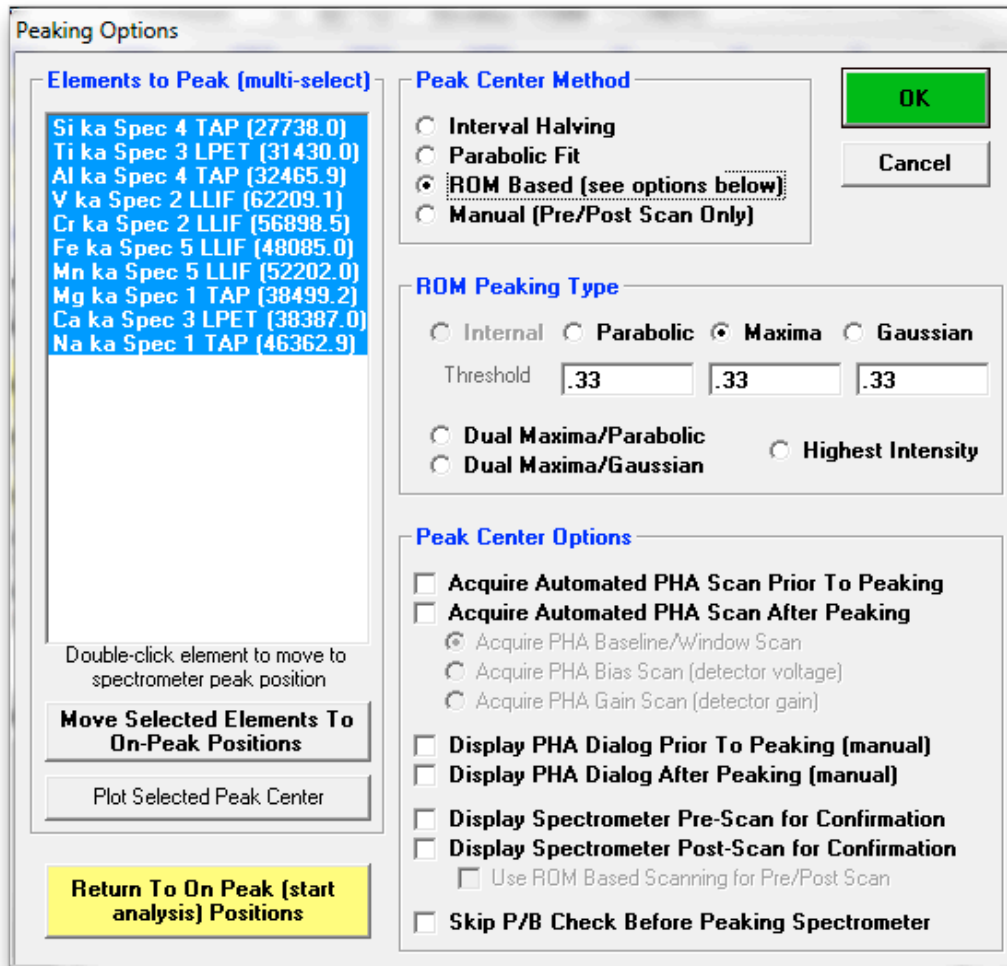 Peaking Options
Elements to Peak (multi-select)
Si ka Spec 4 TAP (27738.0)
Ti ka Spec 3 LPET (31430.0)
Al ka Spec 4 TAP (32465.9)
V ka Spec 2 LLIF (62209.1)
Cr ka Spec 2 LLIF (56898.5)
Fe ka Spec 5 LLIF (48085.0)
Mn ka Spec 5 LLIF (52202.0)
Mg ka Spec 1 TAP (38499.2)
Ca ka Spec 3 LPET (38387.0)
Na ka Spec 1 TAP (46362.9)
Double-click element to move to
spectrometer peak position
Move Selected Elements To
On-Peak Positions
Plot Selected Peak Center
Return To On Peak (start
analysis) Positions
Peak Center Method
Interval Halving
Parabolic Fit
ROM Based (see options below)
Manual (Pre/Post Scan Only)
OK
Cancel
ROM Peaking Type
Internal Parabolic Maxima Gaussian
Threshold .33 .33 .33
Dual Maxima/Parabolic
Dual Maxima/Gaussian
Highest Intensity
Peak Center Options
Acquire Automated PHA Scan Prior To Peaking
Acquire Automated PHA Scan After Peaking
Acquire PHA Baseline/Window Scan
Acquire PHA Bias Scan (detector voltage)
Acquire PHA Gain Scan (detector gain)
Display PHA Dialog Prior To Peaking (manual)
Display PHA Dialog After Peaking (manual)
Display Spectrometer Pre-Scan for Confirmation
Display Spectrometer Post-Scan for Confirmation
Use ROM Based Scanning for Pre/Post Scan
Skip P/B Check Before Peaking Spectrometer